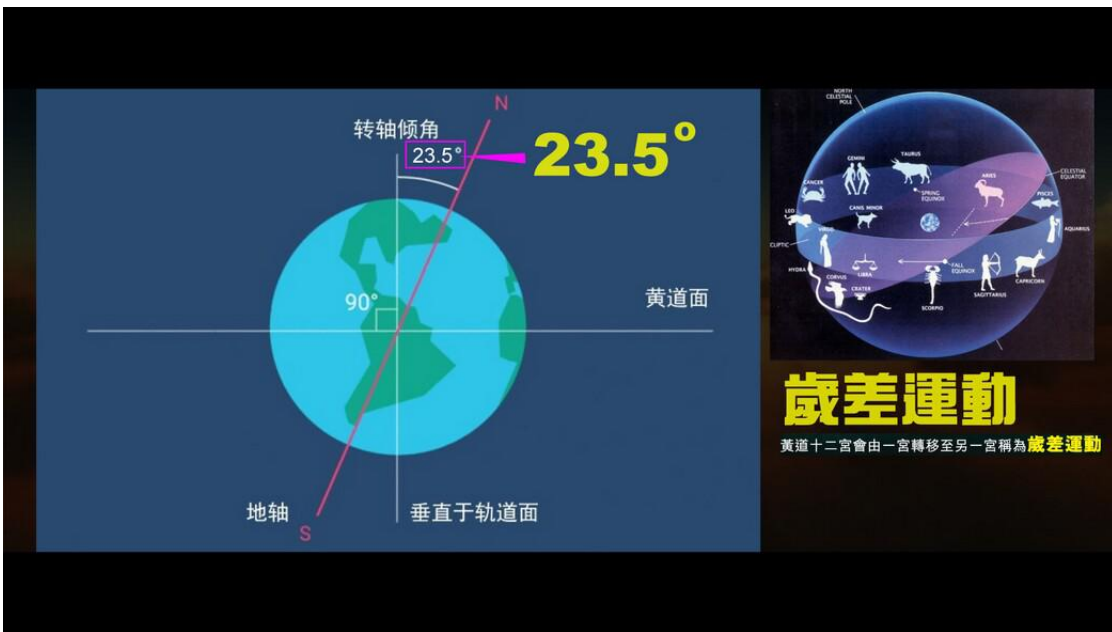 转轴倾角
N
23.5°
23.5°
90°
黄道面
地轴
S
垂直于轨道面
NORTH
CELESTIAL
POLE
GEMINI
TAURUS
CANCER
SPRING
EQUINOX
ARIES
CELESTIAL
EQUATOR
PISCES
LEO
CANIS MINOR
AQUARIUS
VIRGO
CLIPTIC
HYDRA
CORVUS
LIBRA
CRATER
FALL
EQUINOX
SCORPIO
SAGITTARIUS
CAPRICORN
歲差運動
黃道十二宮會由一宮轉移至另一宮稱為歲差運動